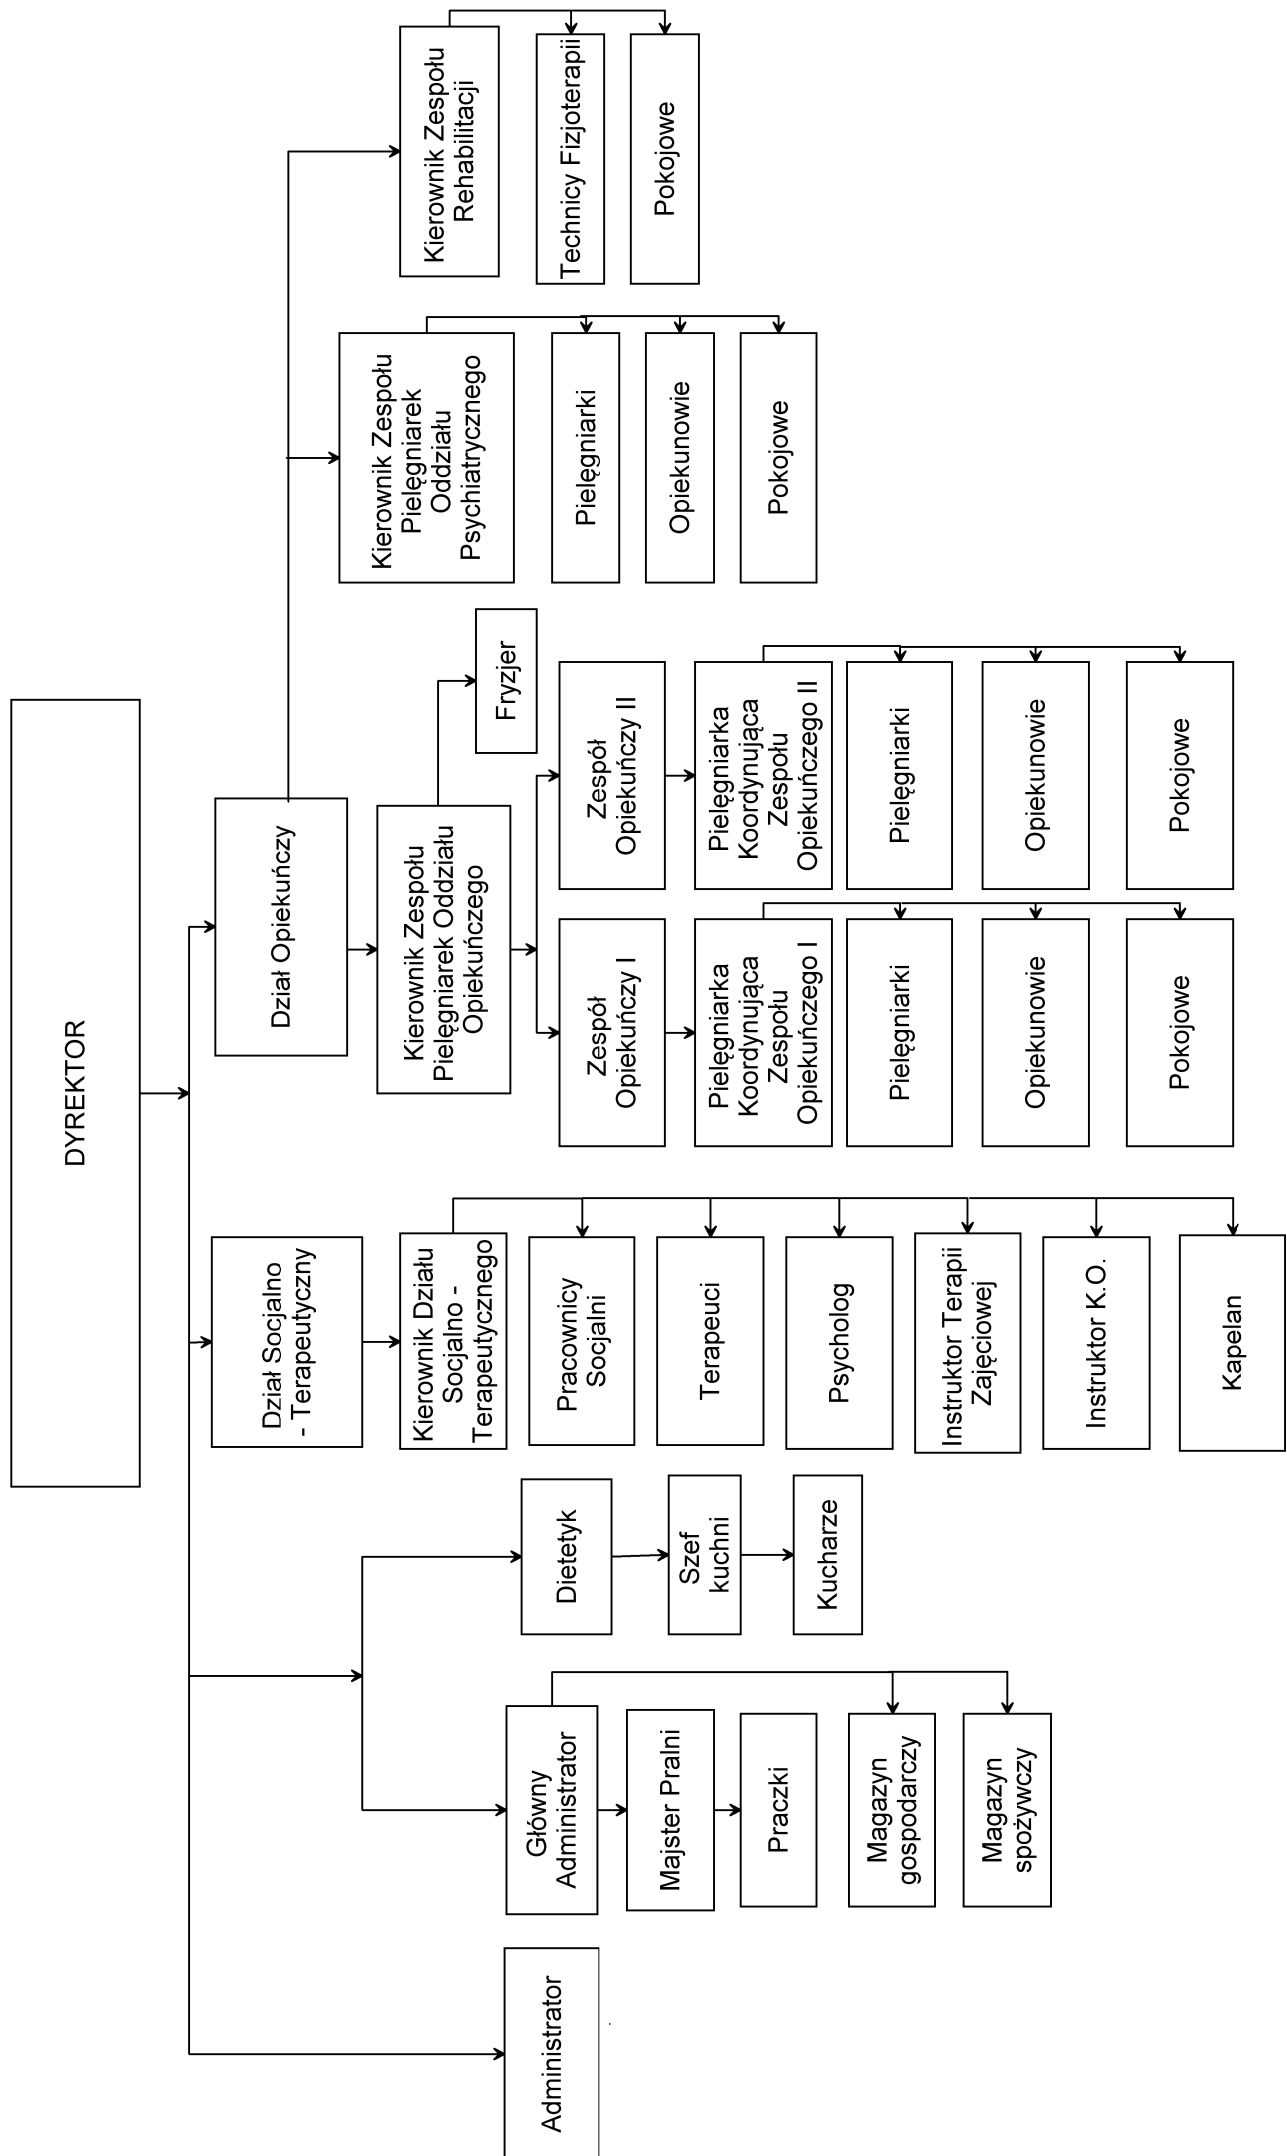 DYREKTOR
Administrator
Główny
Administrator
Majster Pralni
Praczki
Magazyn
gospodarczy
Magazyn
spożywczy
Dietetyk
Szef
kuchni
Kucharze
Dział Socjalno
- Terapeutyczny
Kierownik Działu
Socjalno -
Terapeutycznego
Pracownicy
Socjalni
Terapeuci
Psycholog
Instruktor Terapii
Zajęciowej
Instruktor K.O.
Kapelan
Dział Opiekuńczy
Kierownik Zespołu
Pielęgniarek Oddziału
Opiekuńczego
Fryzjer
Zespół
Opiekuńczy I
Pielęgniarka
Koordynująca
Zespołu
Opiekuńczego I
Pielęgniarki
Opiekunowie
Pokojowe
Zespół
Opiekuńczy II
Pielęgniarka
Koordynująca
Zespołu
Opiekuńczego II
Pielęgniarki
Opiekunowie
Pokojowe
Kierownik Zespołu
Pielęgniarek
Oddziału
Psychiatrycznego
Pielęgniarki
Opiekunowie
Pokojowe
Kierownik Zespołu
Rehabilitacji
Technicy Fizjoterapii
Pokojowe